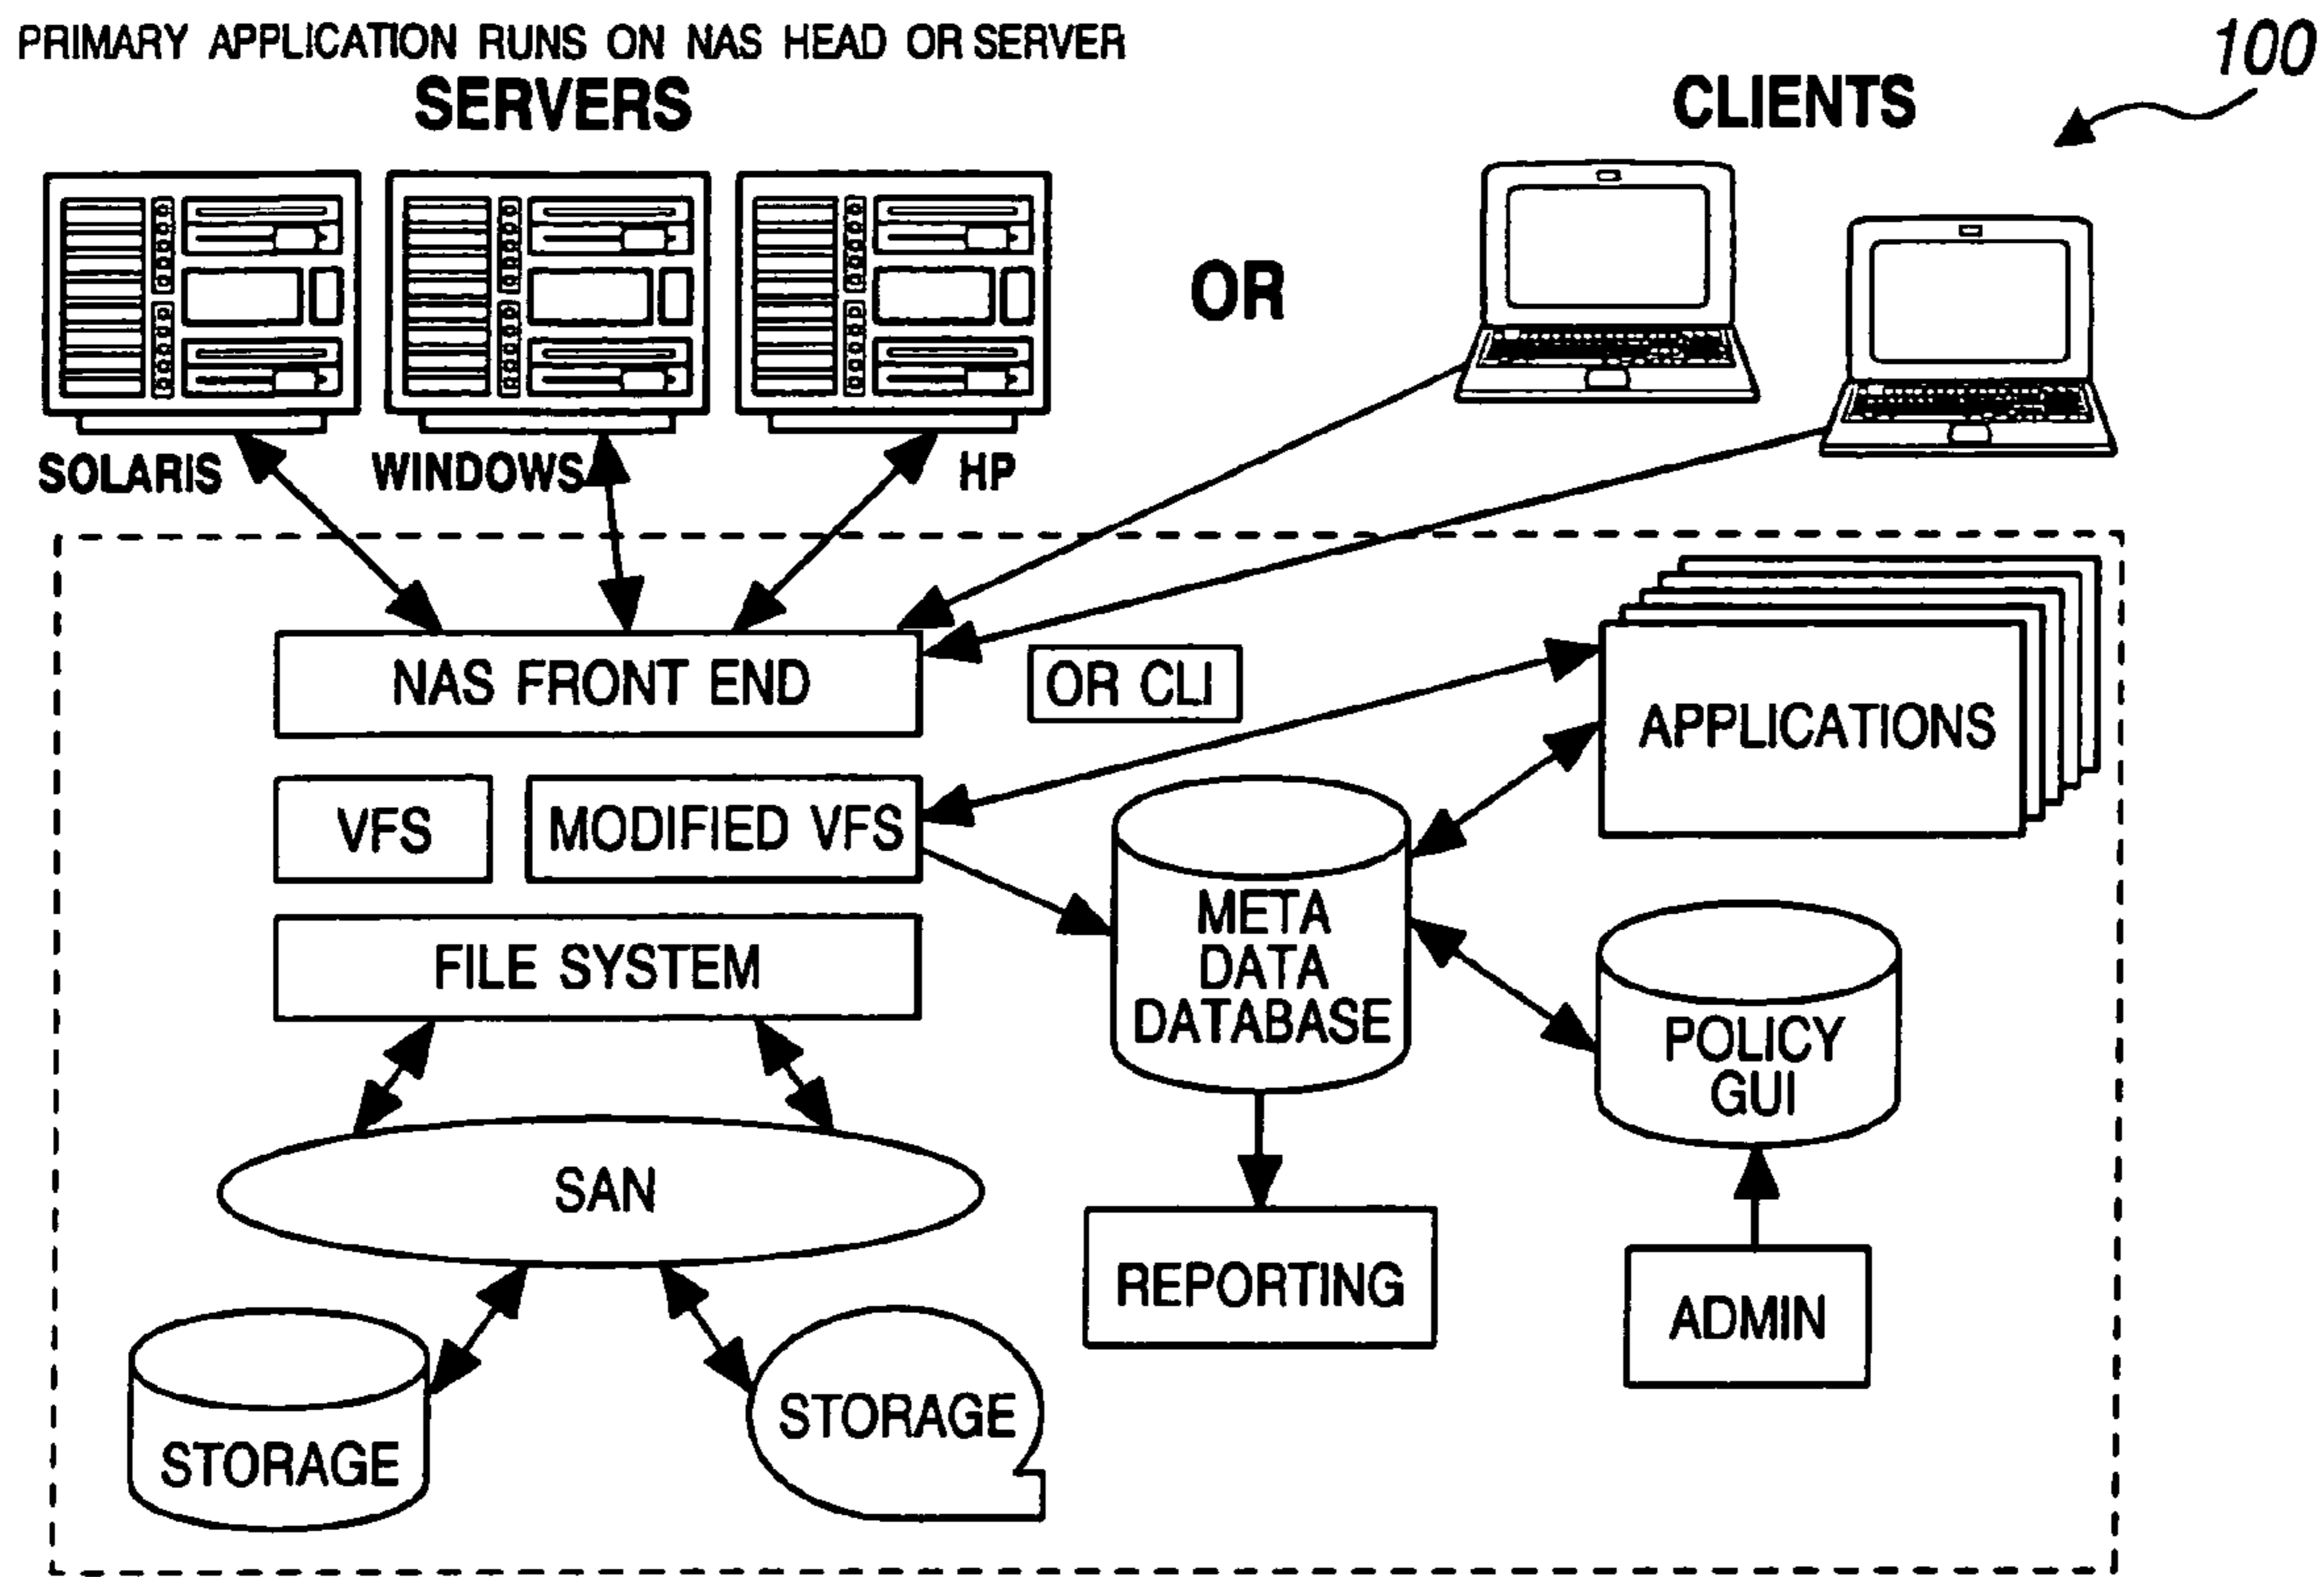 PRIMARY APPLICATION RUNS ON NAS HEAD OR SERVER
100
SERVERS
CLIENTS
OR
SOLARIS
WINDOWS
HP
NAS FRONT END
OR CLI
APPLICATIONS
VFS
MODIFIED VFS
META
DATA
DATABASE
FILE SYSTEM
POLICY
GUI
SAN
REPORTING
ADMIN
STORAGE
STORAGE